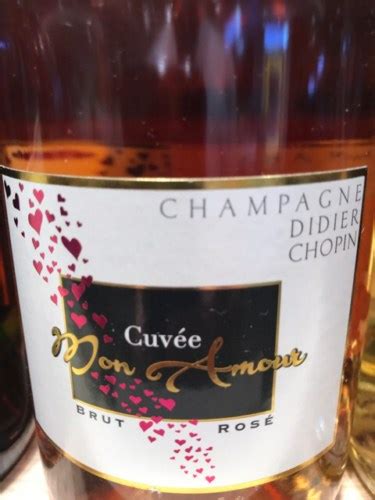 CHAMPAGNE
DIDIER
CHOPIN
Cuvée
Mon Amour
BRUT ROSÉ